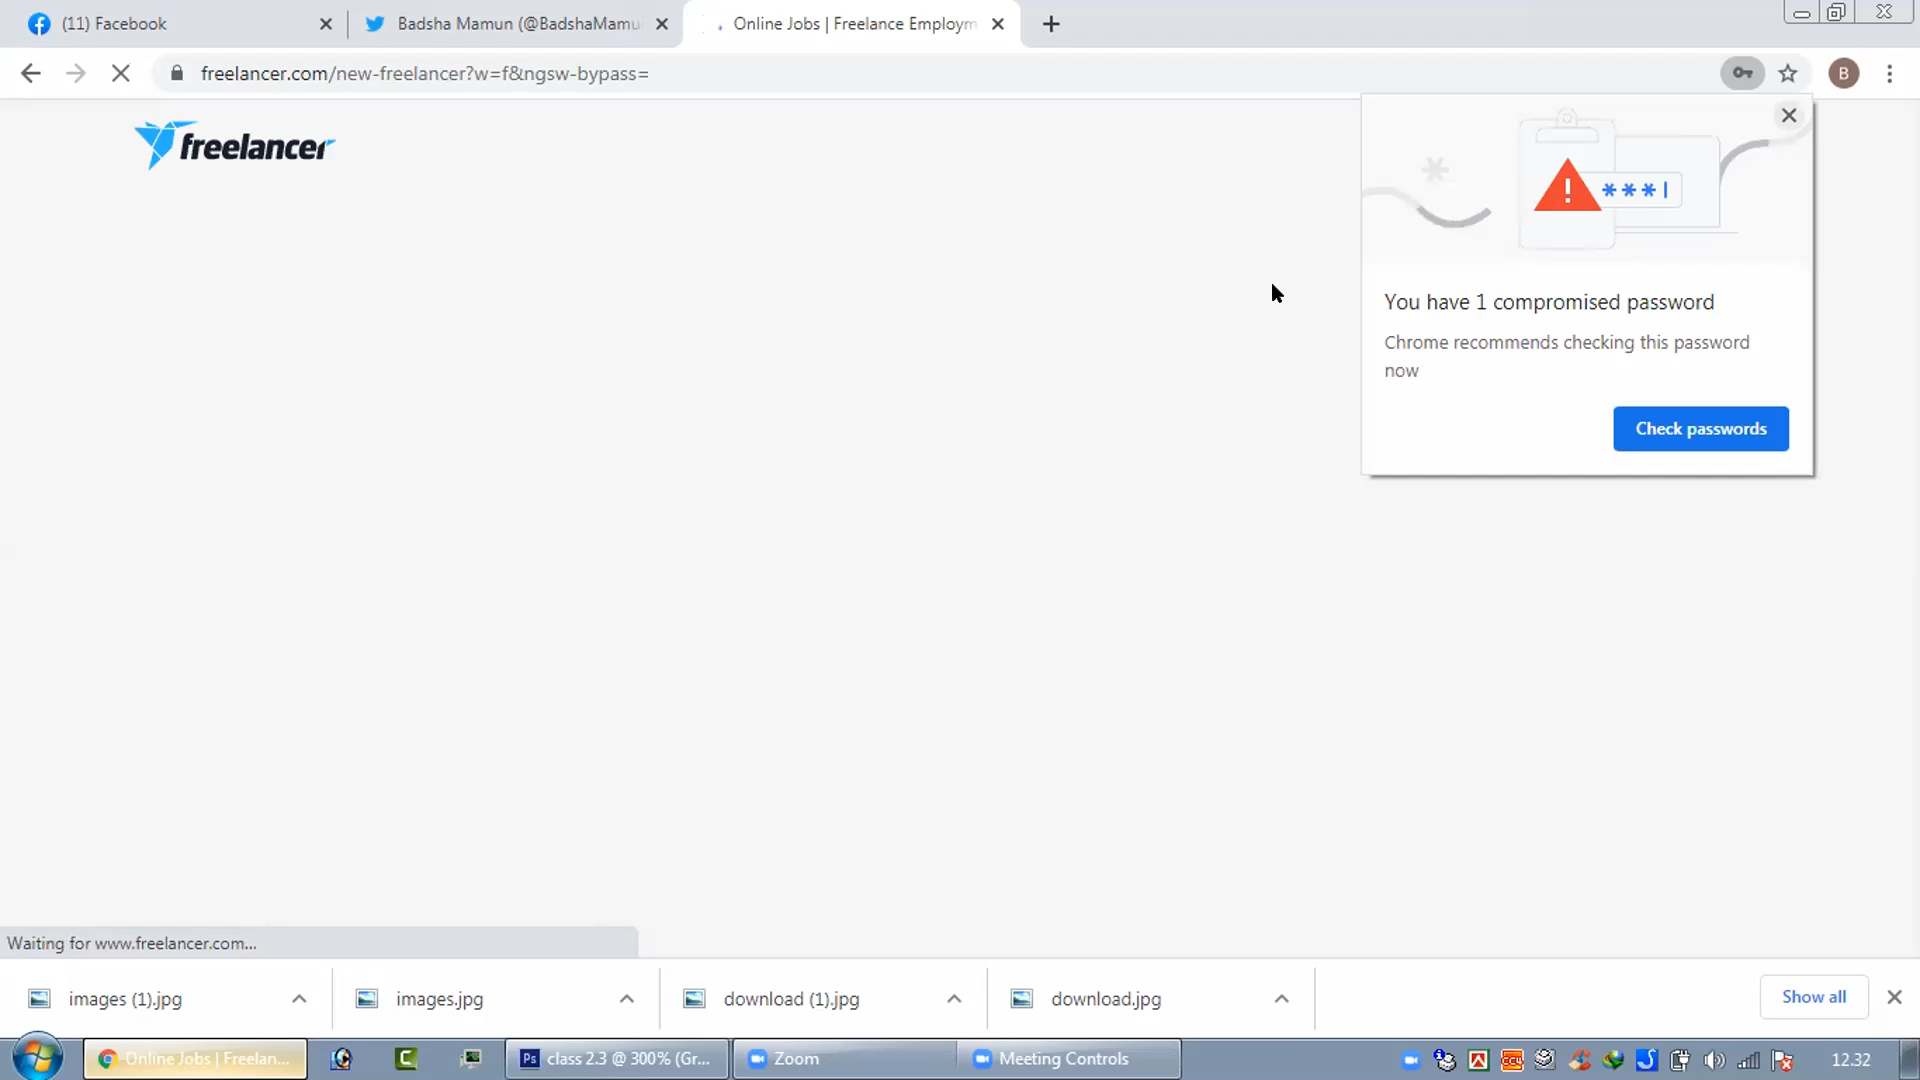 (11) Facebook
Badsha Mamun (@BadshaMamu
Online Jobs | Freelance Employm
freelancer.com/new-freelancer?w=f&ngsw-bypass=
B
freelancer
***|
You have 1 compromised password
Chrome recommends checking this password
now
Check passwords
Waiting for www.freelancer.com...
images (1).jpg
images.jpg
download (1).jpg
download.jpg
Show all
Online Jobs | Freelan...
Ps class 2.3 @ 300% (Gr...
Zoom
Meeting Controls
12.32